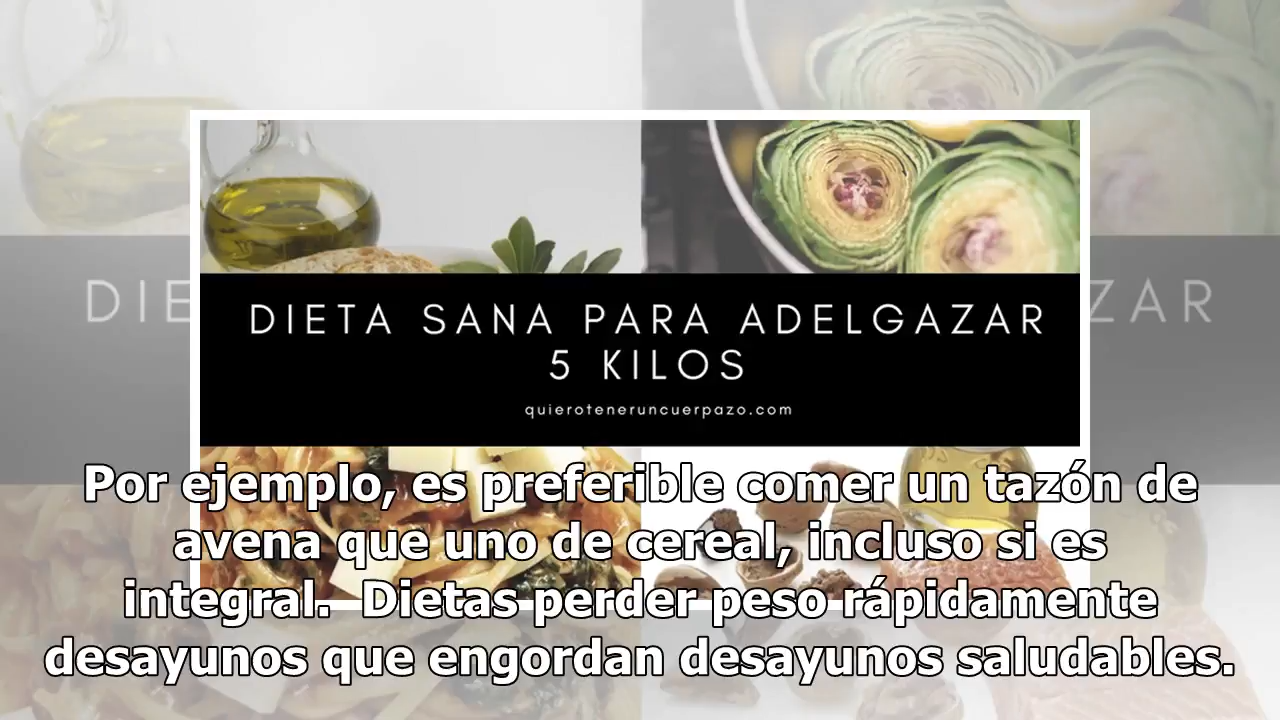 DIETA SANA PARA ADELGAZAR
5 KILOS
quieroteneruncuerpazo.com
Por ejemplo, es preferible comer un tazón de
avena que uno de cereal, incluso si es
integral.  Dietas perder peso rápidamente
desayunos que engordan desayunos saludables.